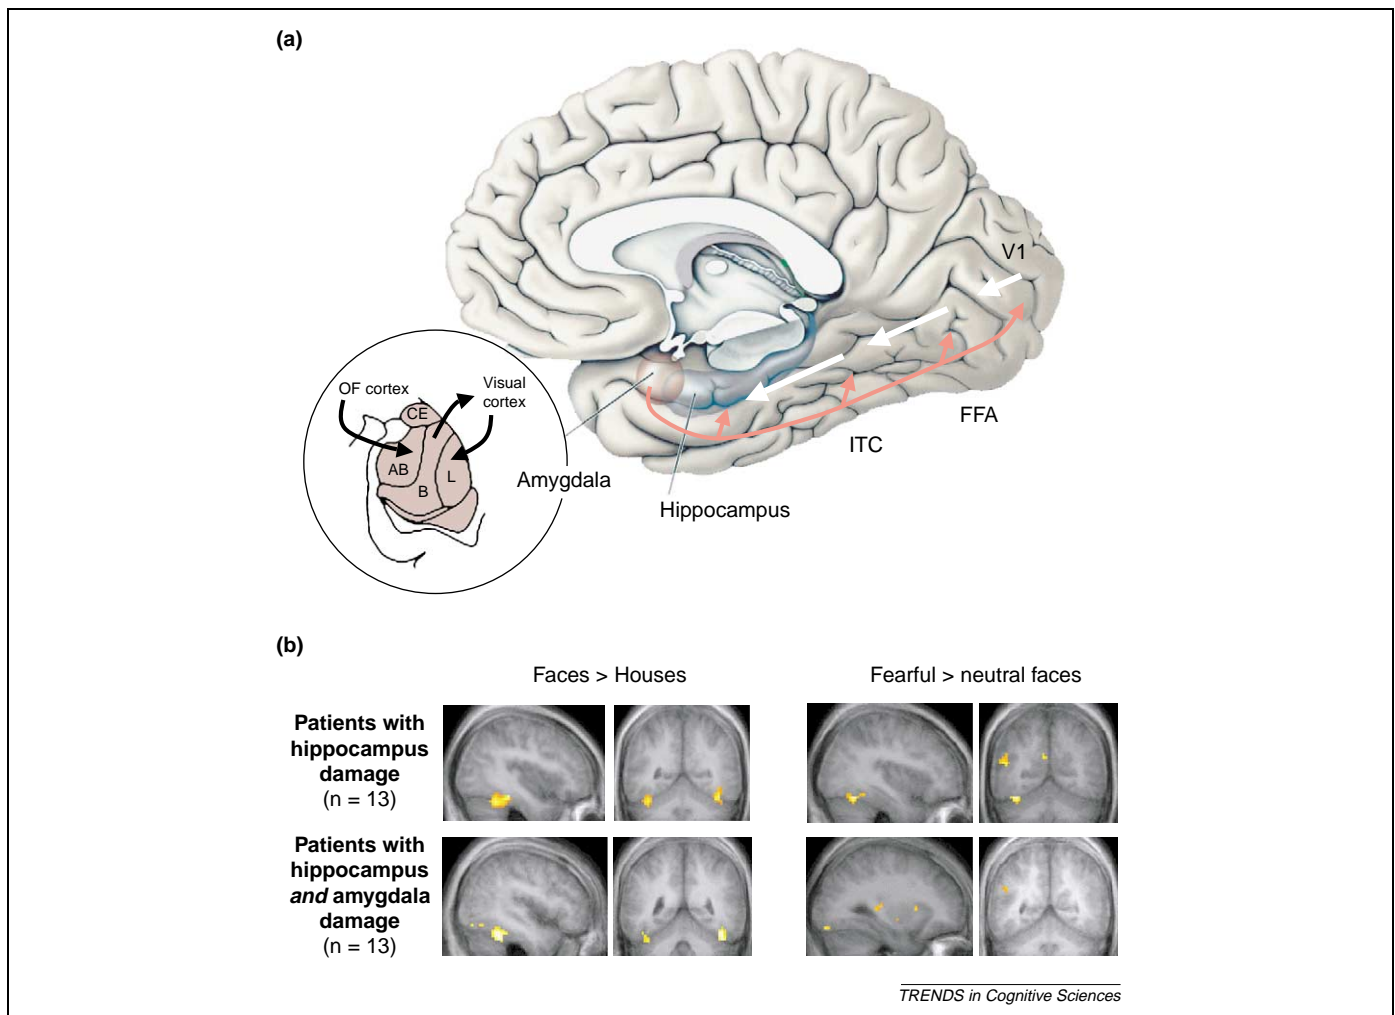 (a)
V1
FFA
ITC
OF cortex
Visual
cortex
CE
AB
L
B
Amygdala
Hippocampus
(b)
Faces > Houses
Fearful > neutral faces
Patients with
hippocampus
damage
(n = 13)
Patients with
hippocampus
and amygdala
damage
(n = 13)
TRENDS in Cognitive Sciences